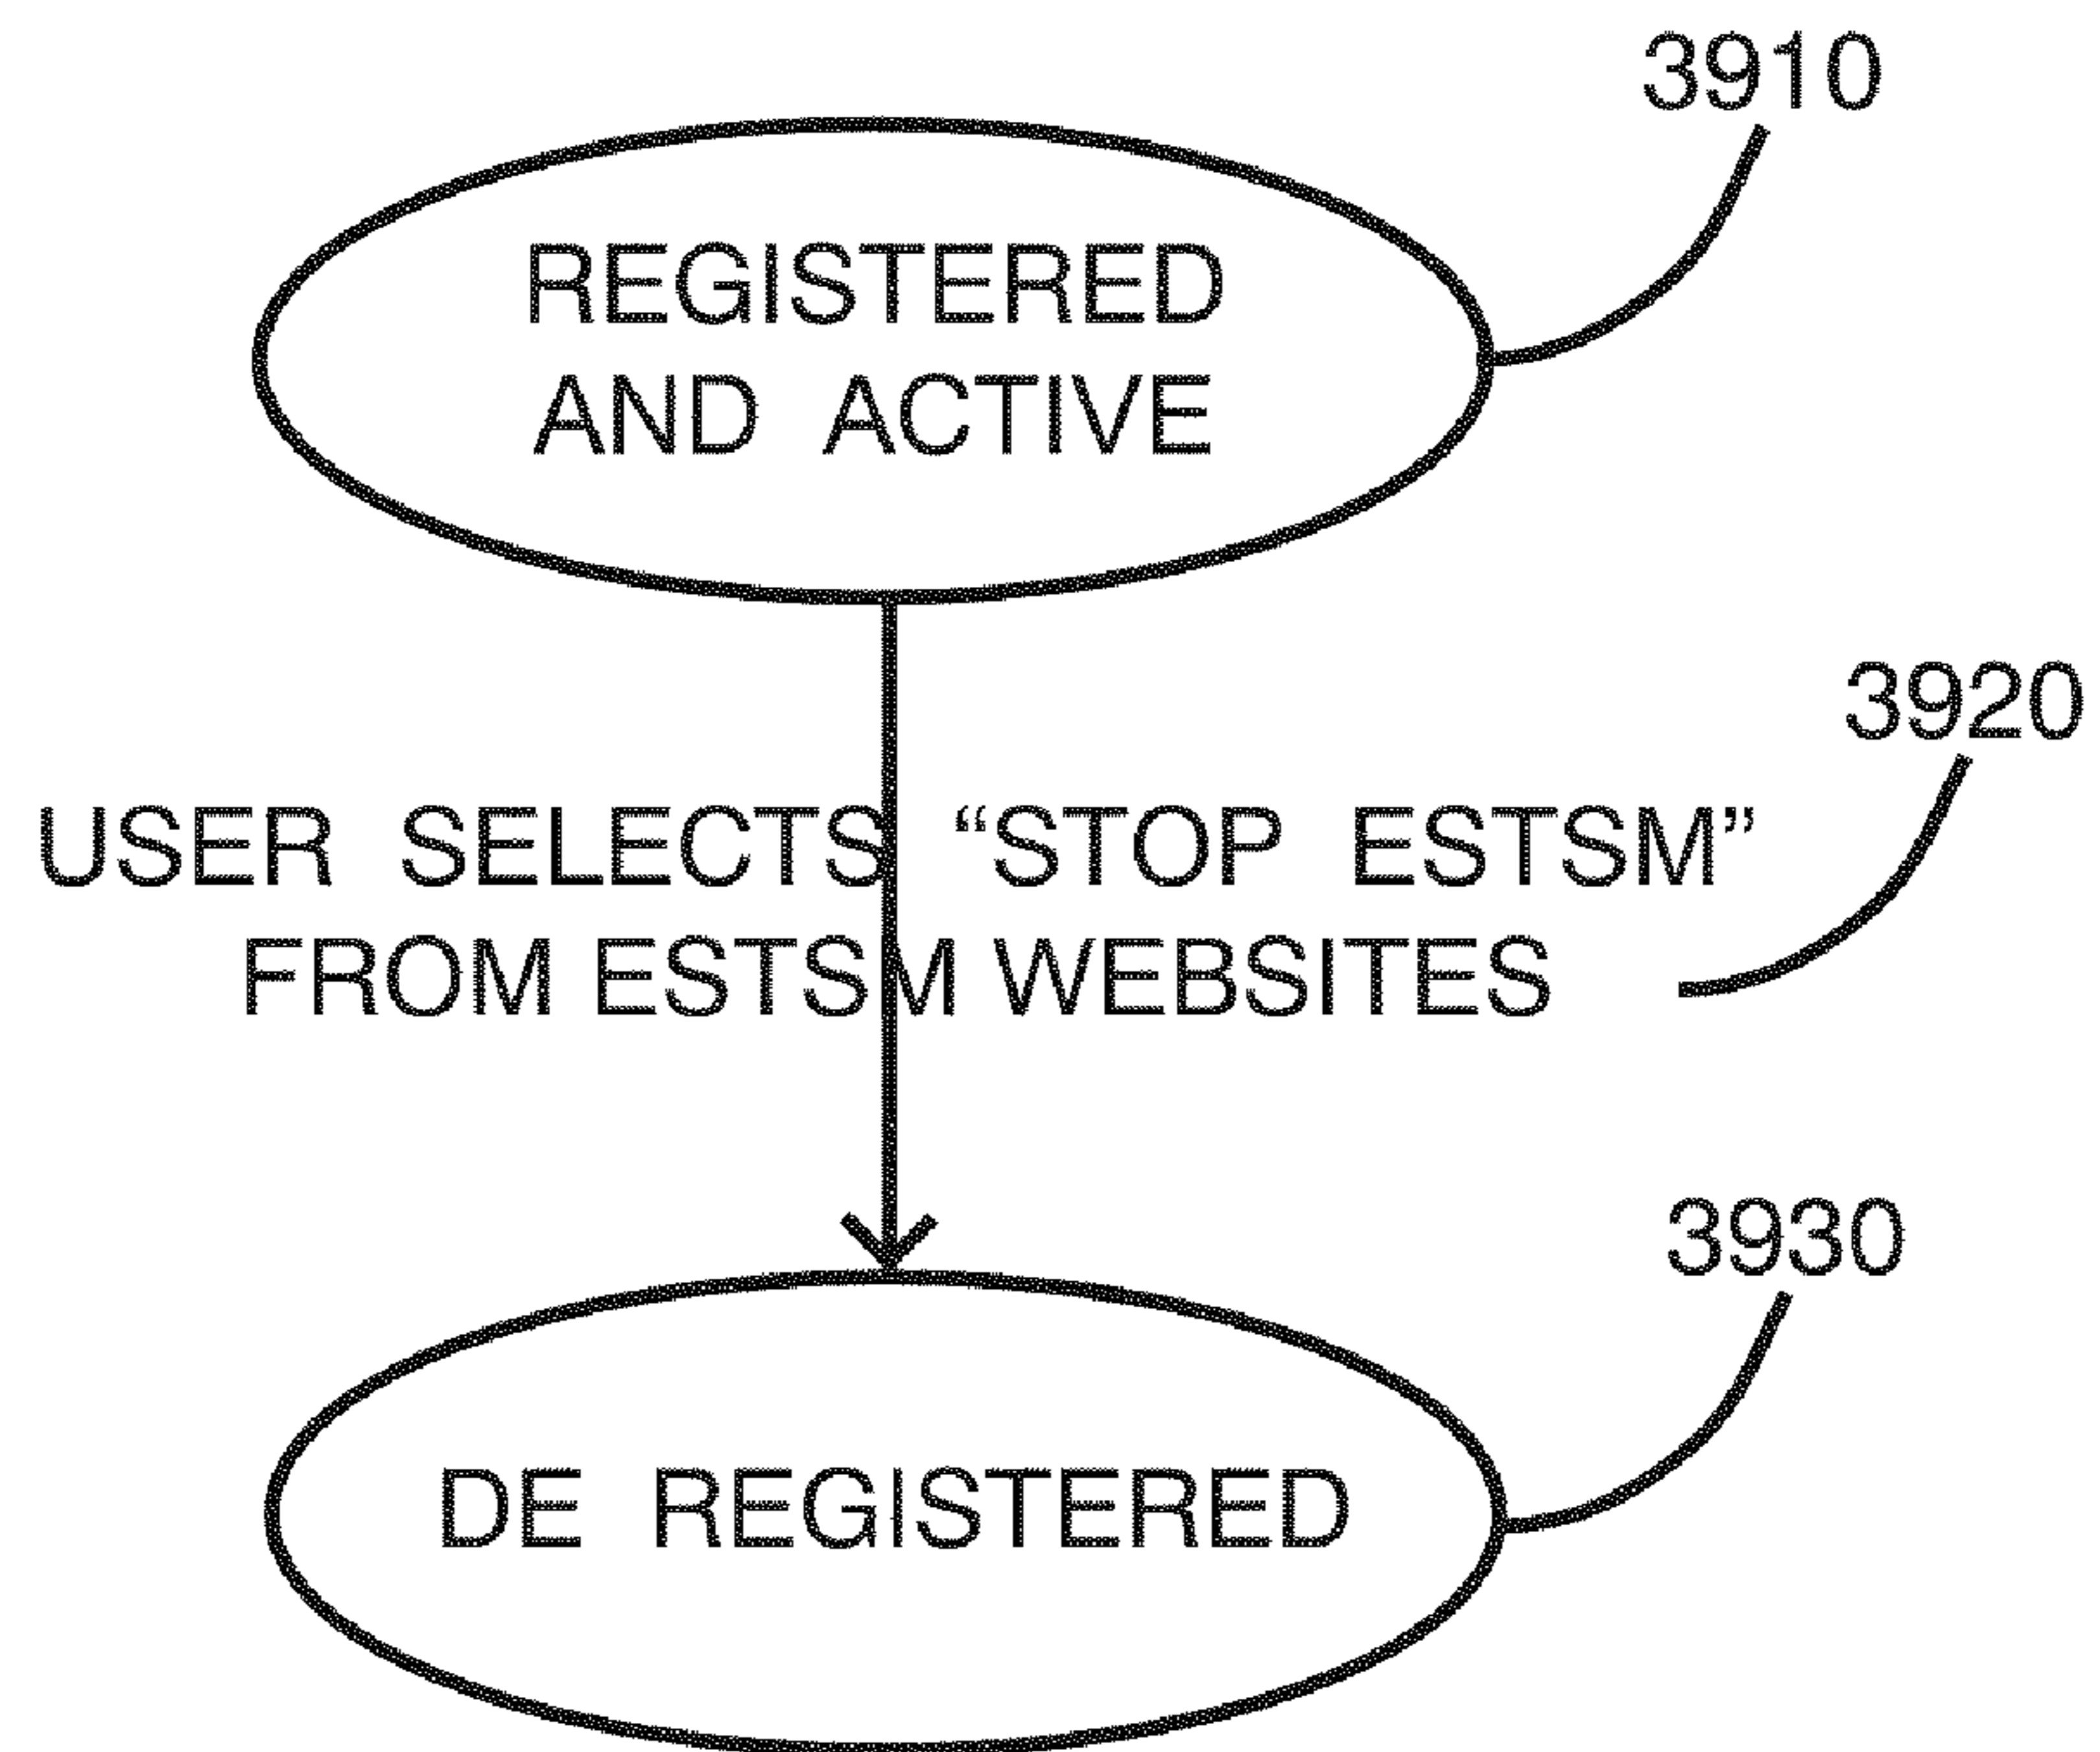 3910
REGISTERED
AND ACTIVE
3920
USER SELECTS “STOP ESTSM”
FROM ESTSM WEBSITES
3930
DE REGISTERED